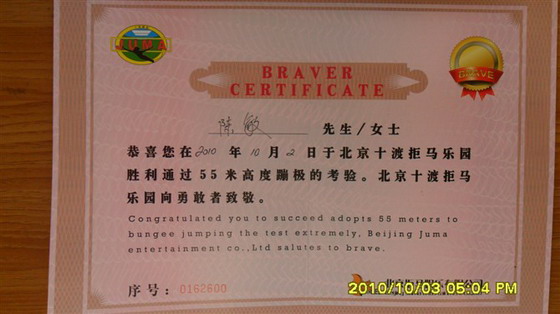 JUMA
BRAVE
BRAVER
CERTIFICATE
陈敏 先生/女士
恭喜您在2010年10月2日于北京十渡拒马乐园
胜利通过55米高度蹦极的考验。北京十渡拒马
乐园向勇敢者致敬。
Congratulated you to succeed adopts 55 meters to
bungee jumping the test extremely, Beijing Juma
entertainment co.,Ltd salutes to brave.
序号：0162600
2010/10/03 05:04 PM